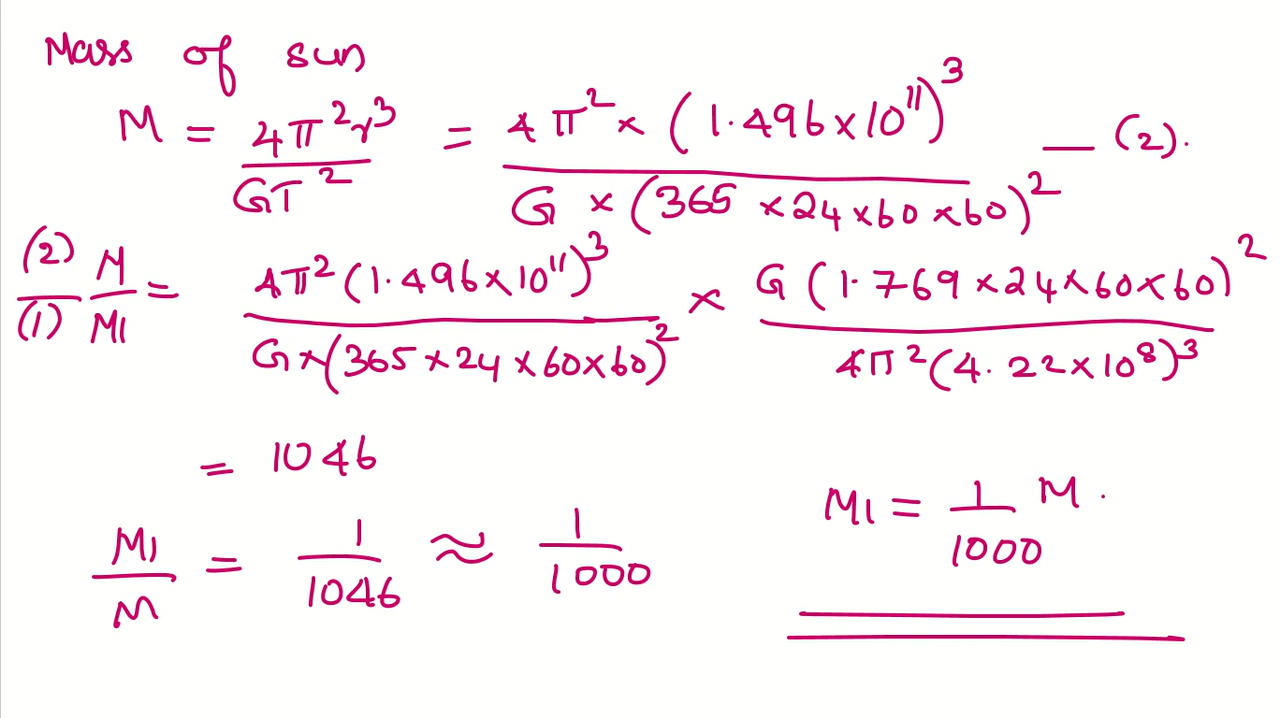 Mass of sun
M = 4π²r³ / GT² = 4π² × (1.496×10¹¹)³ / G × (365 ×24×60×60)² — (2).
(2)/(1) M/M1 = 4π²(1.496×10¹¹)³ / G×(365×24×60×60)² × G(1.769×24×60×60)² / 4π²(4.22×10⁸)³
= 1046
M1/M = 1/1046 ≈ 1/1000
M1 = 1/1000 M.